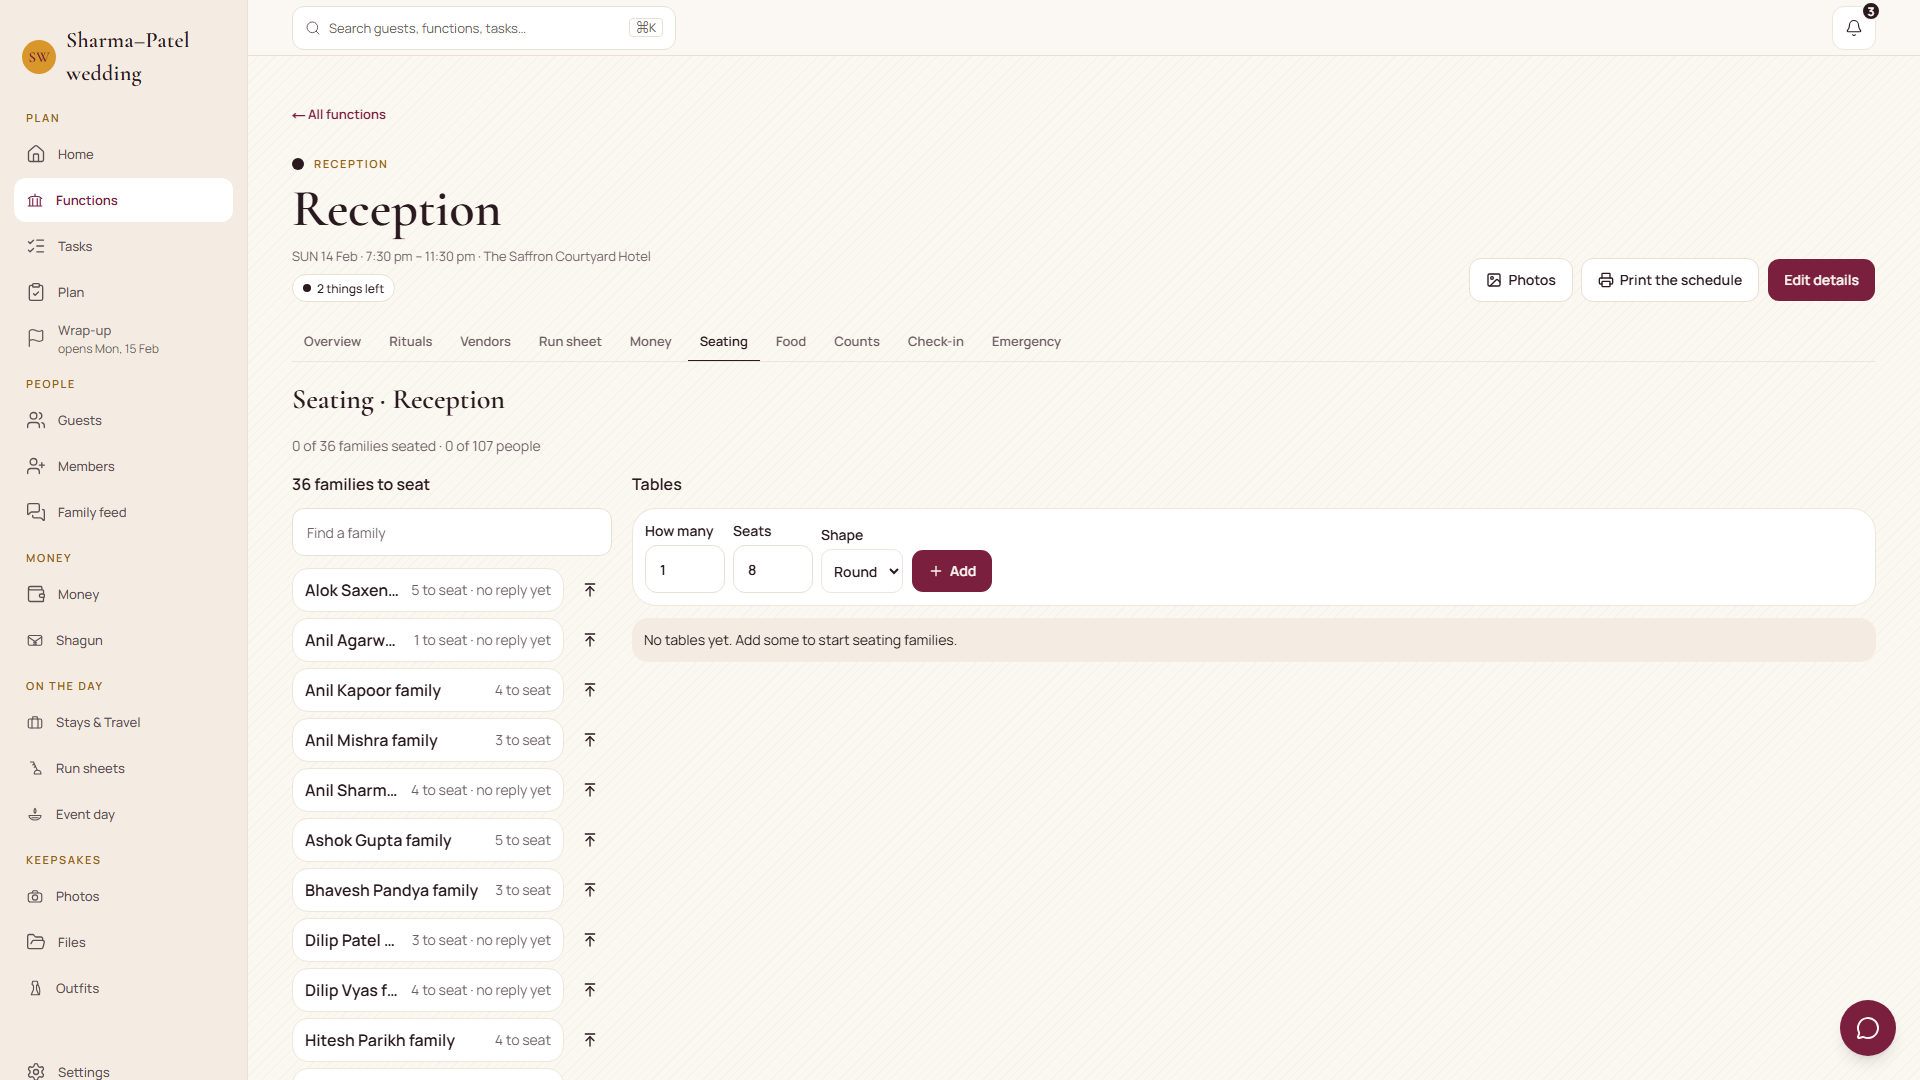 SW
Sharma–Patel
wedding
PLAN
Home
Functions
Tasks
Plan
Wrap-up
opens Mon, 15 Feb
PEOPLE
Guests
Members
Family feed
MONEY
Money
Shagun
ON THE DAY
Stays & Travel
Run sheets
Event day
KEEPSAKES
Photos
Files
Outfits
Settings
Search guests, functions, tasks...
⌘K
3
← All functions
RECEPTION
Reception
SUN 14 Feb · 7:30 pm – 11:30 pm · The Saffron Courtyard Hotel
2 things left
Photos
Print the schedule
Edit details
Overview Rituals Vendors Run sheet Money Seating Food Counts Check-in Emergency
Seating · Reception
0 of 36 families seated · 0 of 107 people
36 families to seat
Find a family
Alok Saxen... 5 to seat · no reply yet
Anil Agarw... 1 to seat · no reply yet
Anil Kapoor family 4 to seat
Anil Mishra family 3 to seat
Anil Sharm... 4 to seat · no reply yet
Ashok Gupta family 5 to seat
Bhavesh Pandya family 3 to seat
Dilip Patel ... 3 to seat · no reply yet
Dilip Vyas f... 4 to seat · no reply yet
Hitesh Parikh family 4 to seat
Tables
How many Seats Shape
1 8 Round + Add
No tables yet. Add some to start seating families.